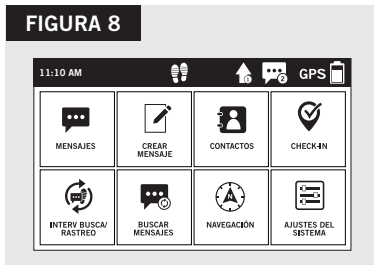 FIGURA 8
11:10 AM
1
2
GPS
MENSAJES
CREAR
MENSAJE
CONTACTOS
CHECK-IN
INTERV BUSCA/
RASTREO
BUSCAR
MENSAJES
NAVEGACIÓN
AJUSTES DEL
SISTEMA